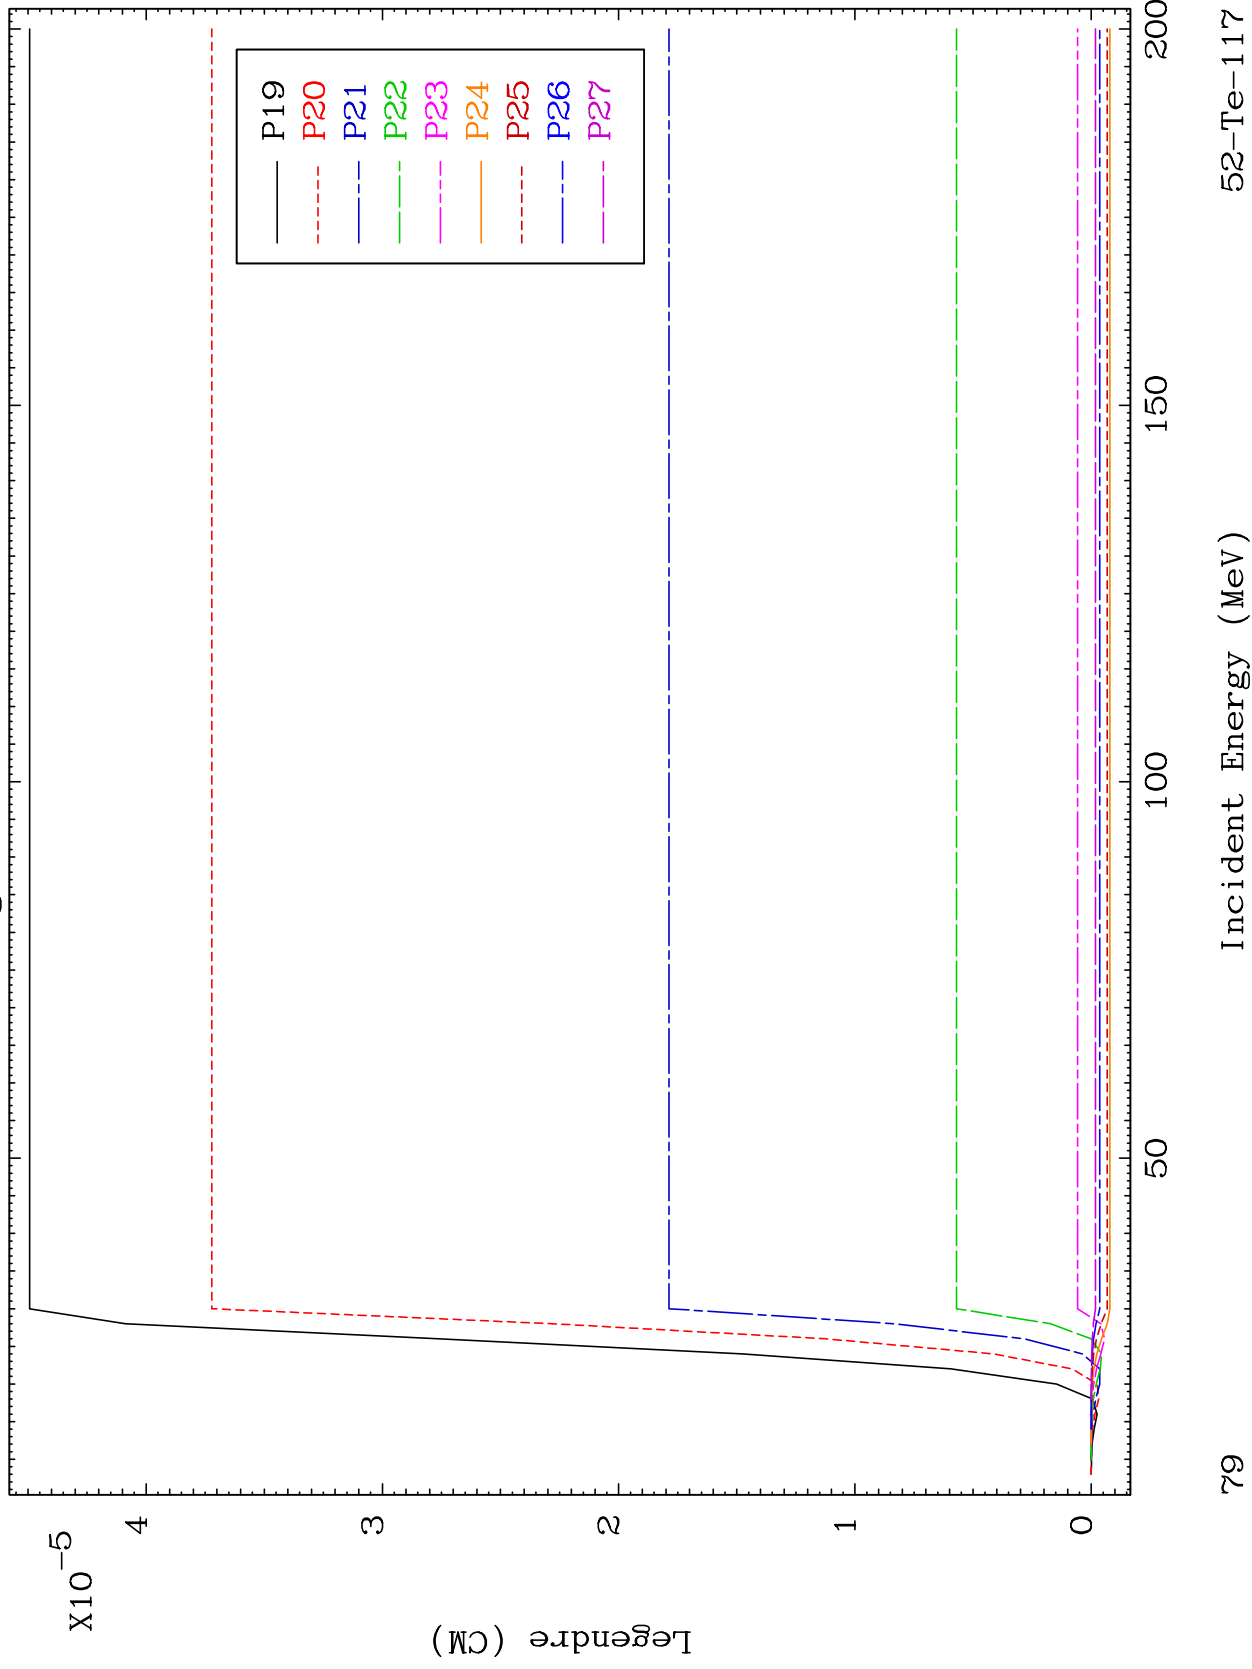 X10-5
4
3
2
1
0
Legendre (CM)
P19
P20
P21
P22
P23
P24
P25
P26
P27
50
100
150
200
Incident Energy (MeV)
79
52-Te-117